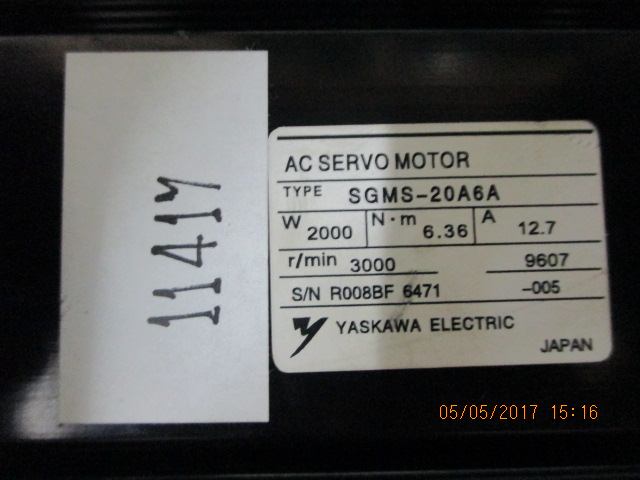 11417
AC SERVO MOTOR
TYPE SGMS-20A6A
W 2000 N·m 6.36 A 12.7
r/min 3000 9607
S/N R008BF 6471 -005
YASKAWA ELECTRIC
JAPAN
05/05/2017 15:16